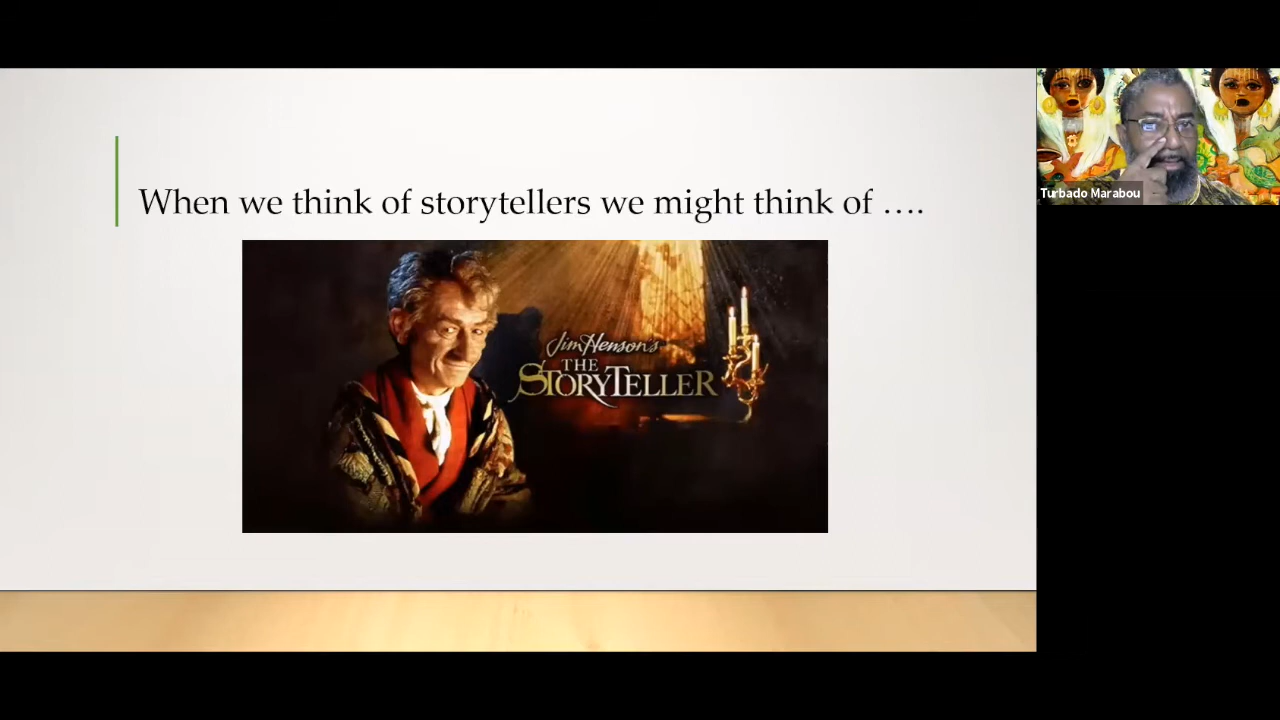 When we think of storytellers we might think of ….
Jim Henson's
THE
STORYTELLER
Turbado Marabou